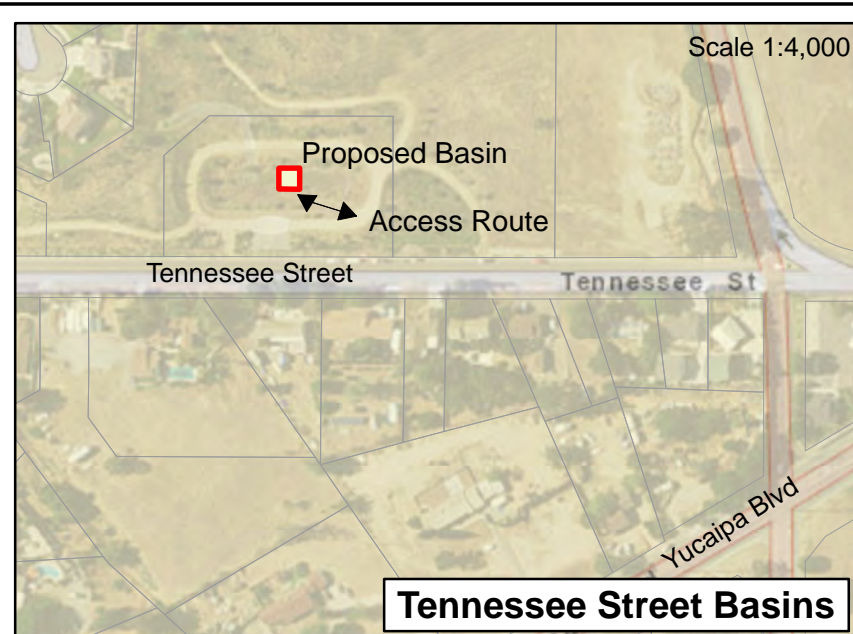 Scale 1:4,000
Proposed Basin
Access Route
Tennessee Street
Tennessee St
Yucaipa Blvd
Tennessee Street Basins